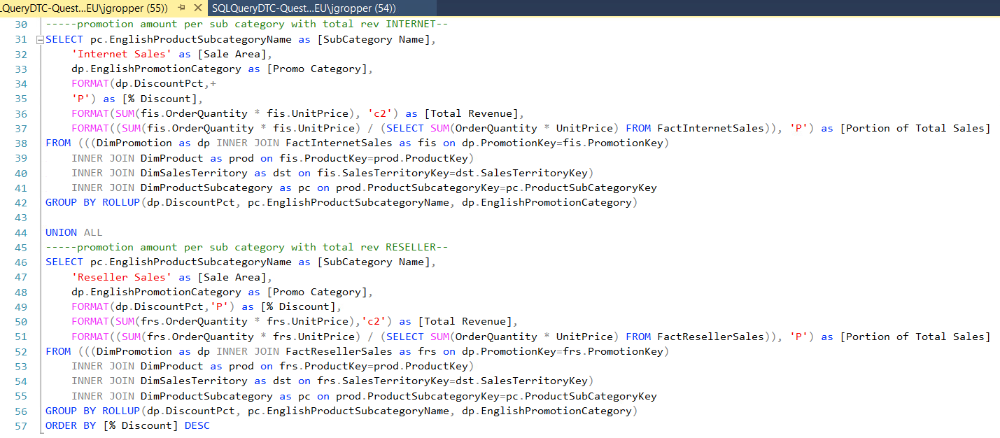 .QueryDTC-Quest...EU\jgropper (55)) SQLQueryDTC-Quest...EU\jgropper (54))
30 -----promotion amount per sub category with total rev INTERNET--
31 SELECT pc.EnglishProductSubcategoryName as [SubCategory Name],
32 'Internet Sales' as [Sale Area],
33 dp.EnglishPromotionCategory as [Promo Category],
34 FORMAT(dp.DiscountPct,+
35 'P') as [% Discount],
36 FORMAT(SUM(fis.OrderQuantity * fis.UnitPrice), 'c2') as [Total Revenue],
37 FORMAT((SUM(fis.OrderQuantity * fis.UnitPrice) / (SELECT SUM(OrderQuantity * UnitPrice) FROM FactInternetSales)), 'P') as [Portion of Total Sales]
38 FROM (((DimPromotion as dp INNER JOIN FactInternetSales as fis on dp.PromotionKey=fis.PromotionKey)
39 INNER JOIN DimProduct as prod on fis.ProductKey=prod.ProductKey)
40 INNER JOIN DimSalesTerritory as dst on fis.SalesTerritoryKey=dst.SalesTerritoryKey)
41 INNER JOIN DimProductSubcategory as pc on prod.ProductSubcategoryKey=pc.ProductSubCategoryKey
42 GROUP BY ROLLUP(dp.DiscountPct, pc.EnglishProductSubcategoryName, dp.EnglishPromotionCategory)
43
44 UNION ALL
45 -----promotion amount per sub category with total rev RESELLER--
46 SELECT pc.EnglishProductSubcategoryName as [SubCategory Name],
47 'Reseller Sales' as [Sale Area],
48 dp.EnglishPromotionCategory as [Promo Category],
49 FORMAT(dp.DiscountPct,'P') as [% Discount],
50 FORMAT(SUM(frs.OrderQuantity * frs.UnitPrice),'c2') as [Total Revenue],
51 FORMAT((SUM(frs.OrderQuantity * frs.UnitPrice) / (SELECT SUM(OrderQuantity * UnitPrice) FROM FactResellerSales)), 'P') as [Portion of Total Sales]
52 FROM (((DimPromotion as dp INNER JOIN FactResellerSales as frs on dp.PromotionKey=frs.PromotionKey)
53 INNER JOIN DimProduct as prod on frs.ProductKey=prod.ProductKey)
54 INNER JOIN DimSalesTerritory as dst on frs.SalesTerritoryKey=dst.SalesTerritoryKey)
55 INNER JOIN DimProductSubcategory as pc on prod.ProductSubcategoryKey=pc.ProductSubCategoryKey
56 GROUP BY ROLLUP(dp.DiscountPct, pc.EnglishProductSubcategoryName, dp.EnglishPromotionCategory)
57 ORDER BY [% Discount] DESC